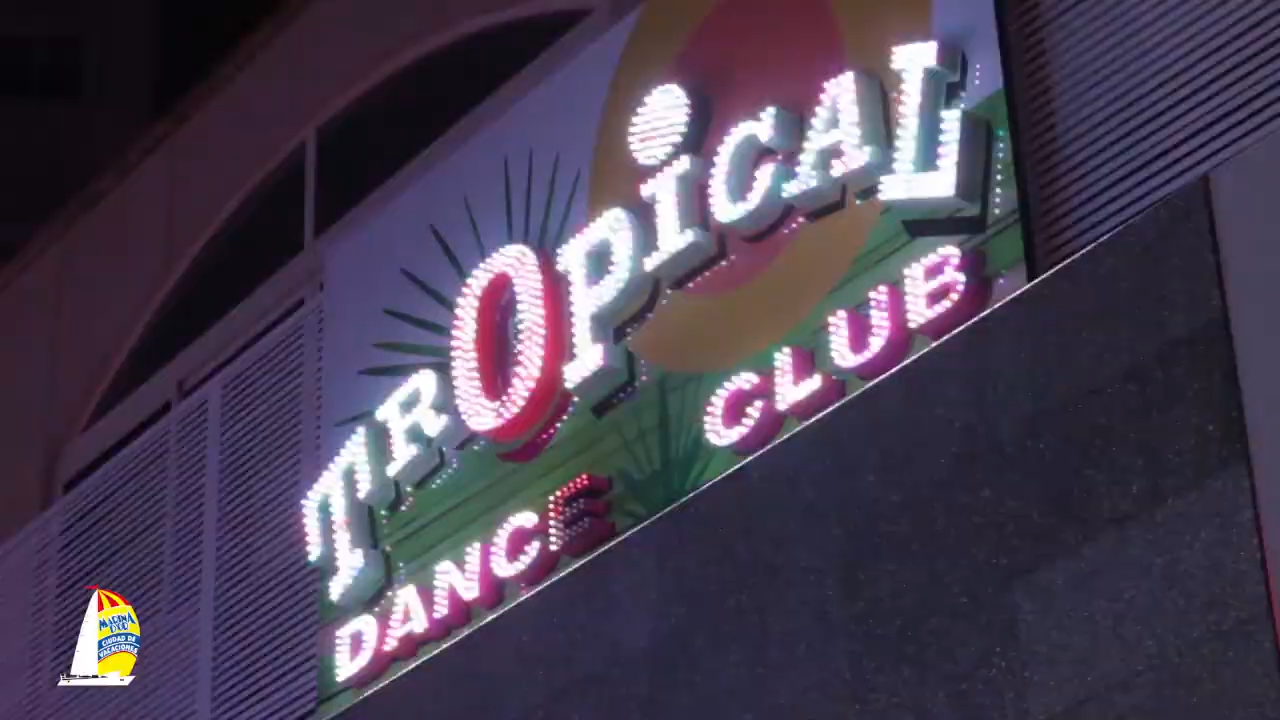 TROPICAL
DANCE CLUB
MARINA
D'OR
CIUDAD DE
VACACIONES